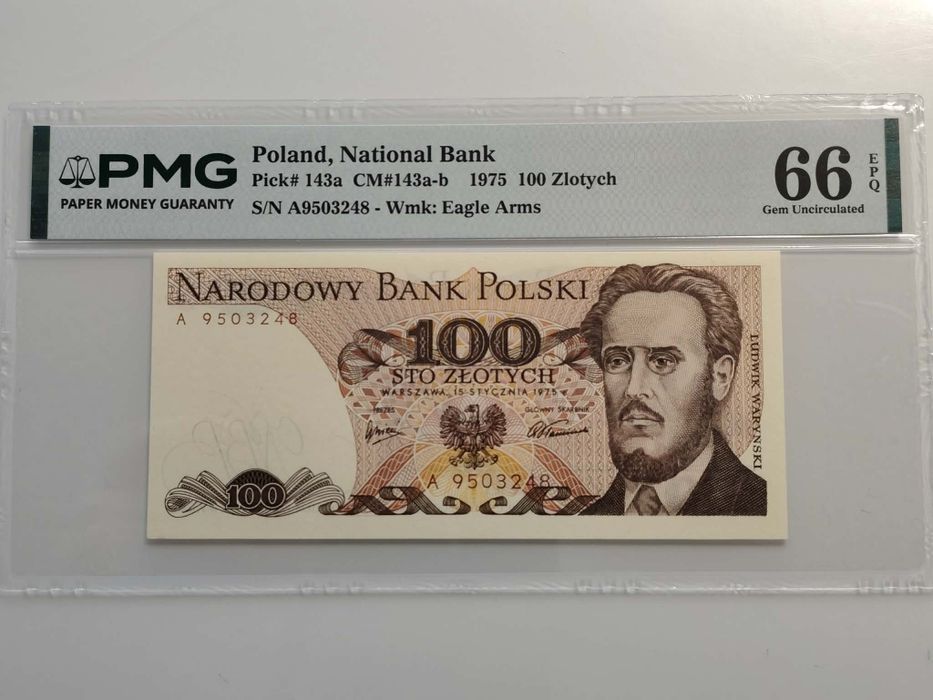 PMG
PAPER MONEY GUARANTY
Poland, National Bank
Pick# 143a CM#143a-b 1975 100 Zlotych
S/N A9503248 - Wmk: Eagle Arms
66 EPQ
Gem Uncirculated
NARODOWY BANK POLSKI
A 9503248
100
STO ZŁOTYCH
WARSZAWA, 15 STYCZNIA 1975
PREZES
GŁÓWNY SKARBNIK
A 9503248
100
LUDWIK WARYŃSKI